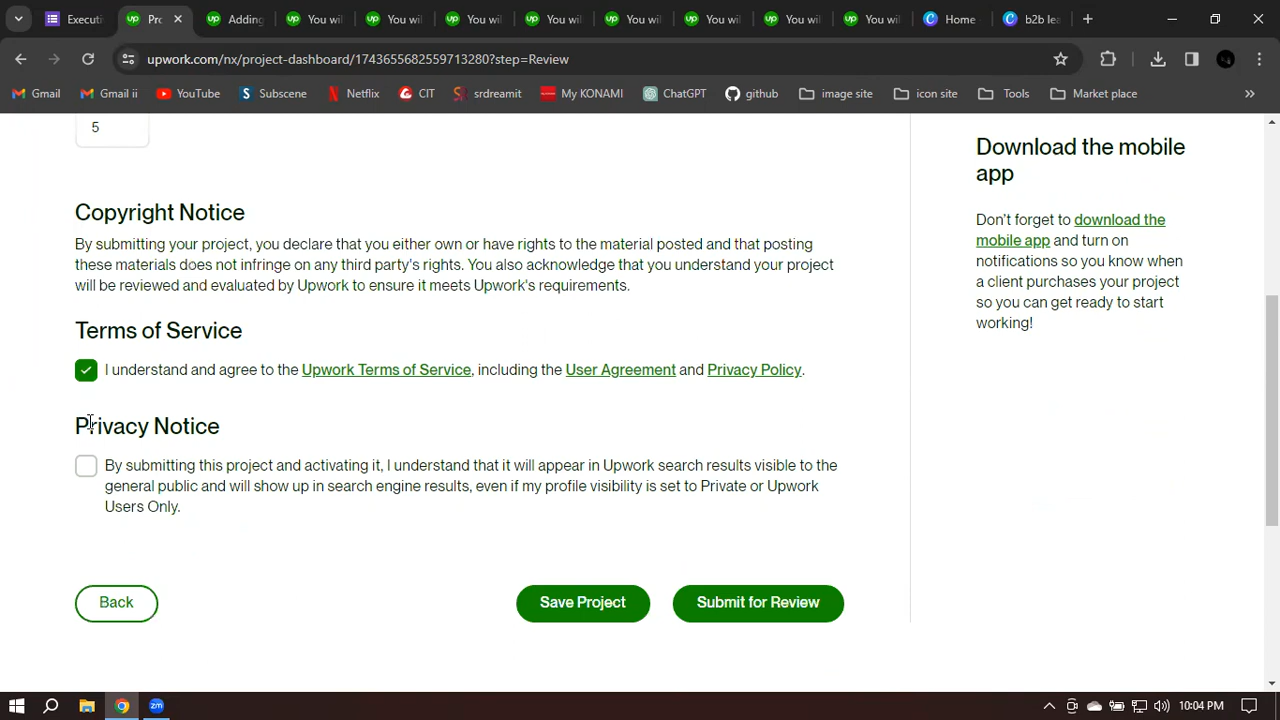 Executi
Pro
Adding
You wil
You wil
You wil
You wil
You wil
You wil
You wil
You wil
Home
b2b lea
upwork.com/nx/project-dashboard/1743655682559713280?step=Review
Gmail
Gmail ii
YouTube
Subscene
Netflix
CIT
srdreamit
My KONAMI
ChatGPT
github
image site
icon site
Tools
Market place
5
Copyright Notice
By submitting your project, you declare that you either own or have rights to the material posted and that posting
these materials does not infringe on any third party's rights. You also acknowledge that you understand your project
will be reviewed and evaluated by Upwork to ensure it meets Upwork's requirements.
Terms of Service
I understand and agree to the Upwork Terms of Service, including the User Agreement and Privacy Policy.
Privacy Notice
By submitting this project and activating it, I understand that it will appear in Upwork search results visible to the
general public and will show up in search engine results, even if my profile visibility is set to Private or Upwork
Users Only.
Back
Save Project
Submit for Review
Download the mobile
app
Don't forget to download the
mobile app and turn on
notifications so you know when
a client purchases your project
so you can get ready to start
working!
10:04 PM